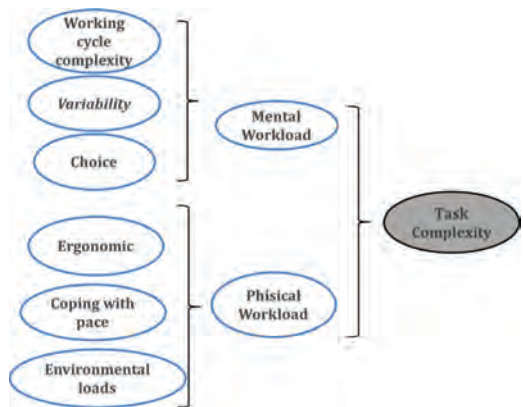 Working
cycle
complexity
Variability
Choice
Mental
Workload
Task
Complexity
Ergonomic
Coping with
pace
Phisical
Workload
Environmental
loads